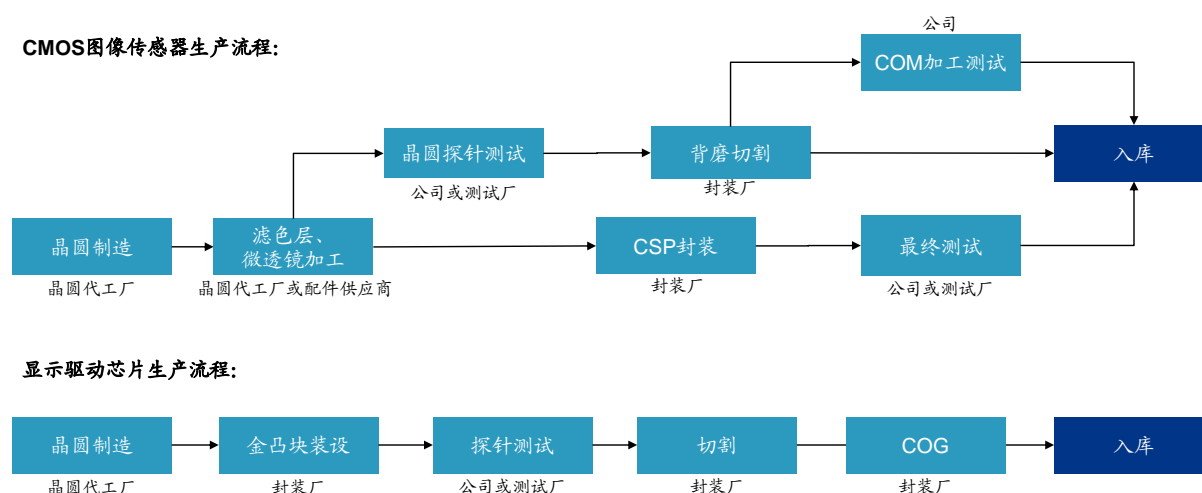 CMOS图像传感器生产流程:
公司
COM加工测试
晶圆探针测试
公司或测试厂
背磨切割
封装厂
入库
晶圆制造
晶圆代工厂
滤色层、
微透镜加工
晶圆代工厂或配件供应商
CSP封装
封装厂
最终测试
公司或测试厂
显示驱动芯片生产流程:
晶圆制造
晶圆代工厂
金凸块装设
封装厂
探针测试
公司或测试厂
切割
封装厂
COG
封装厂
入库